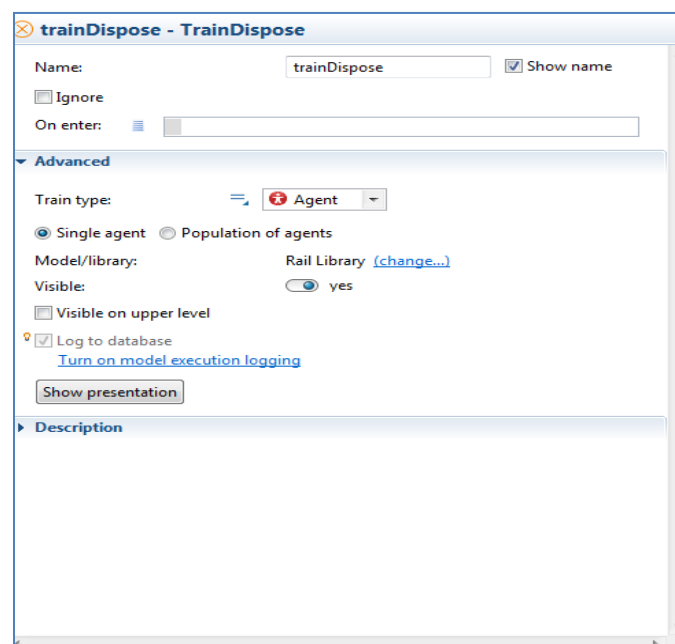 trainDispose - TrainDispose
Name: trainDispose Show name
Ignore
On enter:
Advanced
Train type: Agent
Single agent Population of agents
Model/library: Rail Library (change...)
Visible: yes
Visible on upper level
Log to database
Turn on model execution logging
Show presentation
Description